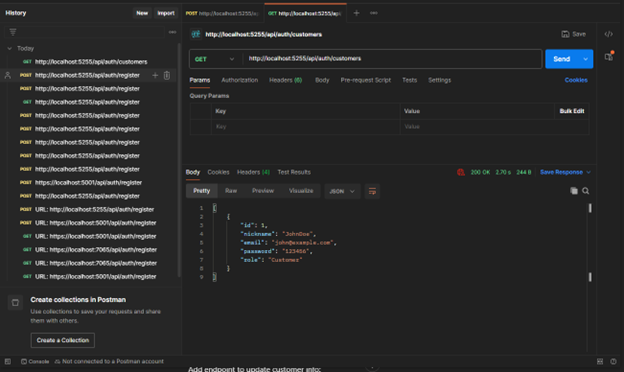 History
New
Import
Today
GET http://localhost:5255/api/auth/customers
POST http://localhost:5255/api/auth/register
POST http://localhost:5255/api/auth/register
GET http://localhost:5255/api/auth/register
POST http://localhost:5255/api/auth/register
POST http://localhost:5255/api/auth/register
POST http://localhost:5255/api/auth/register
POST http://localhost:5255/api/auth/register
POST http://localhost:5255/api/auth/register
POST https://localhost:5001/api/auth/register
POST http://localhost:5255/api/auth/register
POST URL: http://localhost:5255/api/auth/register
POST URL: https://localhost:5001/api/auth/register
GET URL: https://localhost:5001/api/auth/register
GET URL: https://localhost:7065/api/auth/register
GET URL: http://localhost:7065/api/auth/register
GET URL: https://localhost:5001/api/auth/register
Create collections in Postman
Use collections to save your requests and share
them with others.
Create a Collection
Console
Not connected to a Postman account
POST http://localhost:5255/a
GET http://localhost:5255/api
http://localhost:5255/api/auth/customers
Save
GET http://localhost:5255/api/auth/customers
Send
Params Authorization Headers (6) Body Pre-request Script Tests Settings Cookies
Query Params
Key Value Bulk Edit
Key Value
Body Cookies Headers (4) Test Results
200 OK 2.70 s 244 B Save Response
Pretty Raw Preview Visualize JSON
1 [
2 {
3 "id": 1,
4 "nickname": "JohnDoe",
5 "email": "john@example.com",
6 "password": "123456",
7 "role": "Customer"
8 }
9 ]
Add endpoint to update customer info: